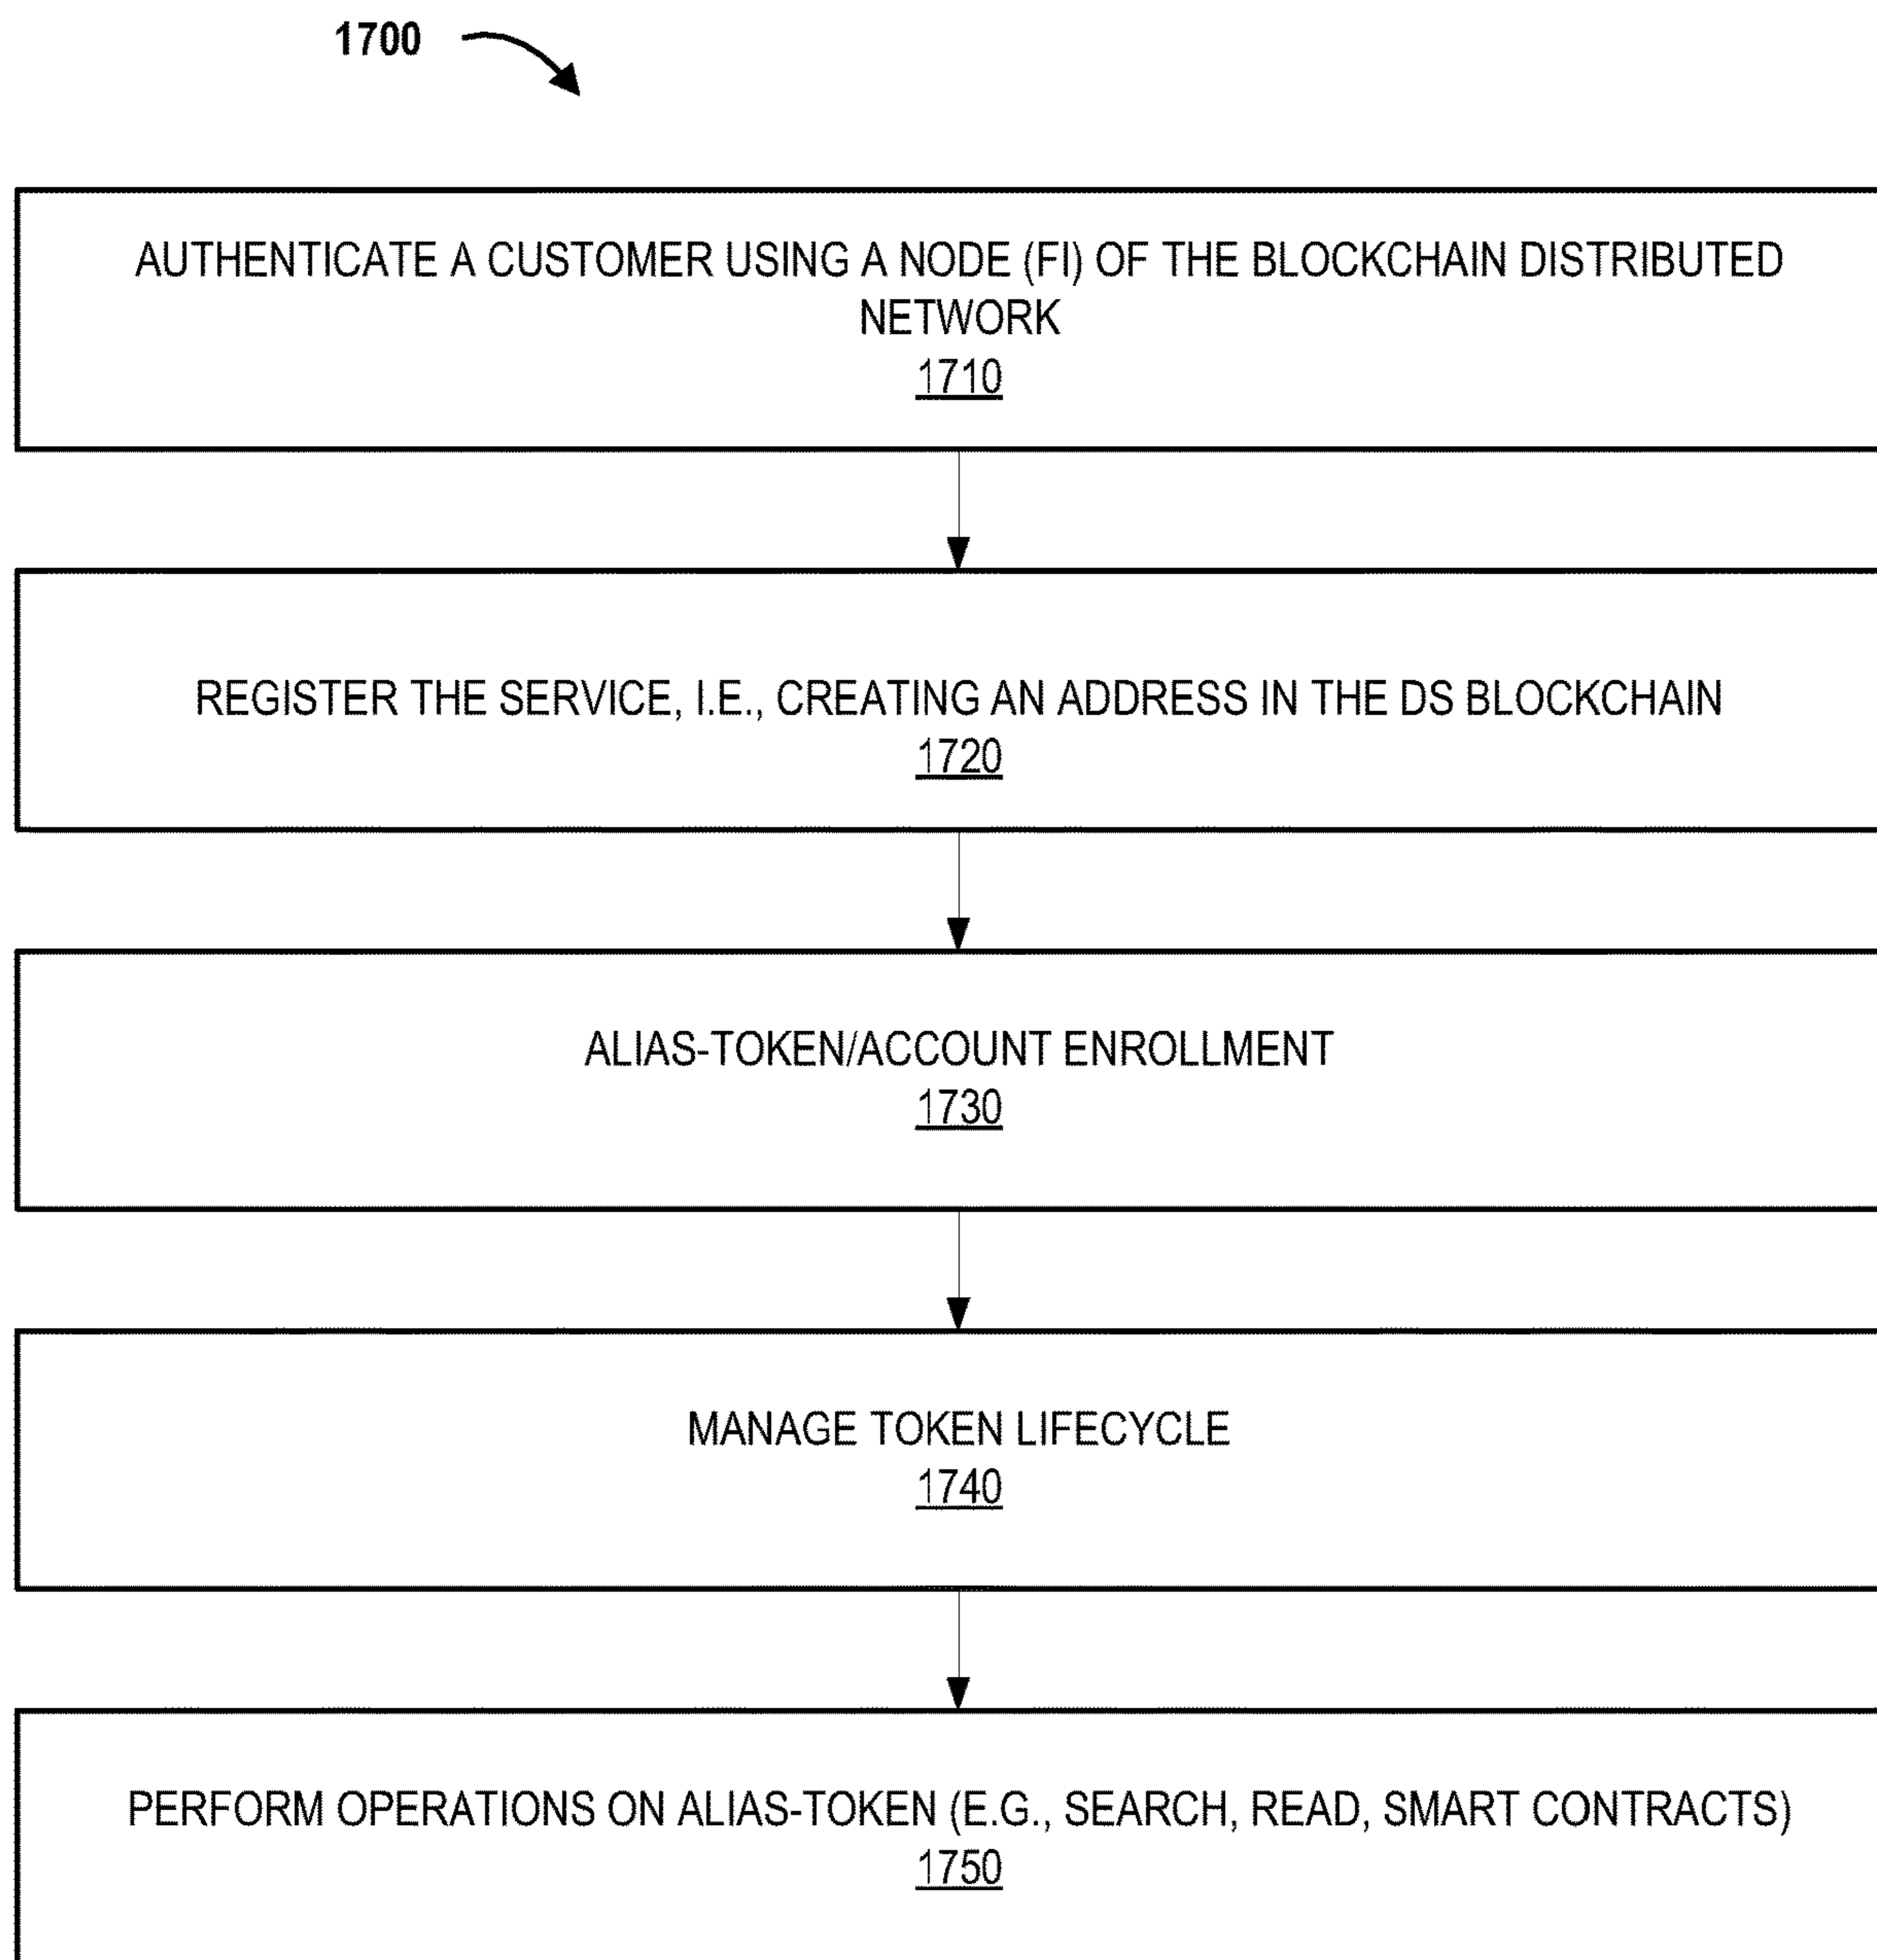 1700
AUTHENTICATE A CUSTOMER USING A NODE (FI) OF THE BLOCKCHAIN DISTRIBUTED
NETWORK
1710
REGISTER THE SERVICE, I.E., CREATING AN ADDRESS IN THE DS BLOCKCHAIN
1720
ALIAS-TOKEN/ACCOUNT ENROLLMENT
1730
MANAGE TOKEN LIFECYCLE
1740
PERFORM OPERATIONS ON ALIAS-TOKEN (E.G., SEARCH, READ, SMART CONTRACTS)
1750